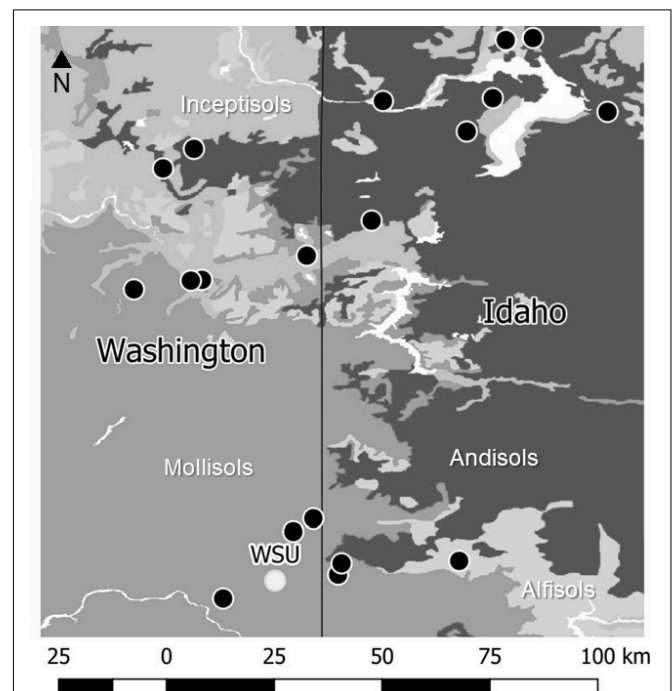 N
Inceptisols
Idaho
Washington
Mollisols
Andisols
WSU
Alfisols
25 0 25 50 75 100 km